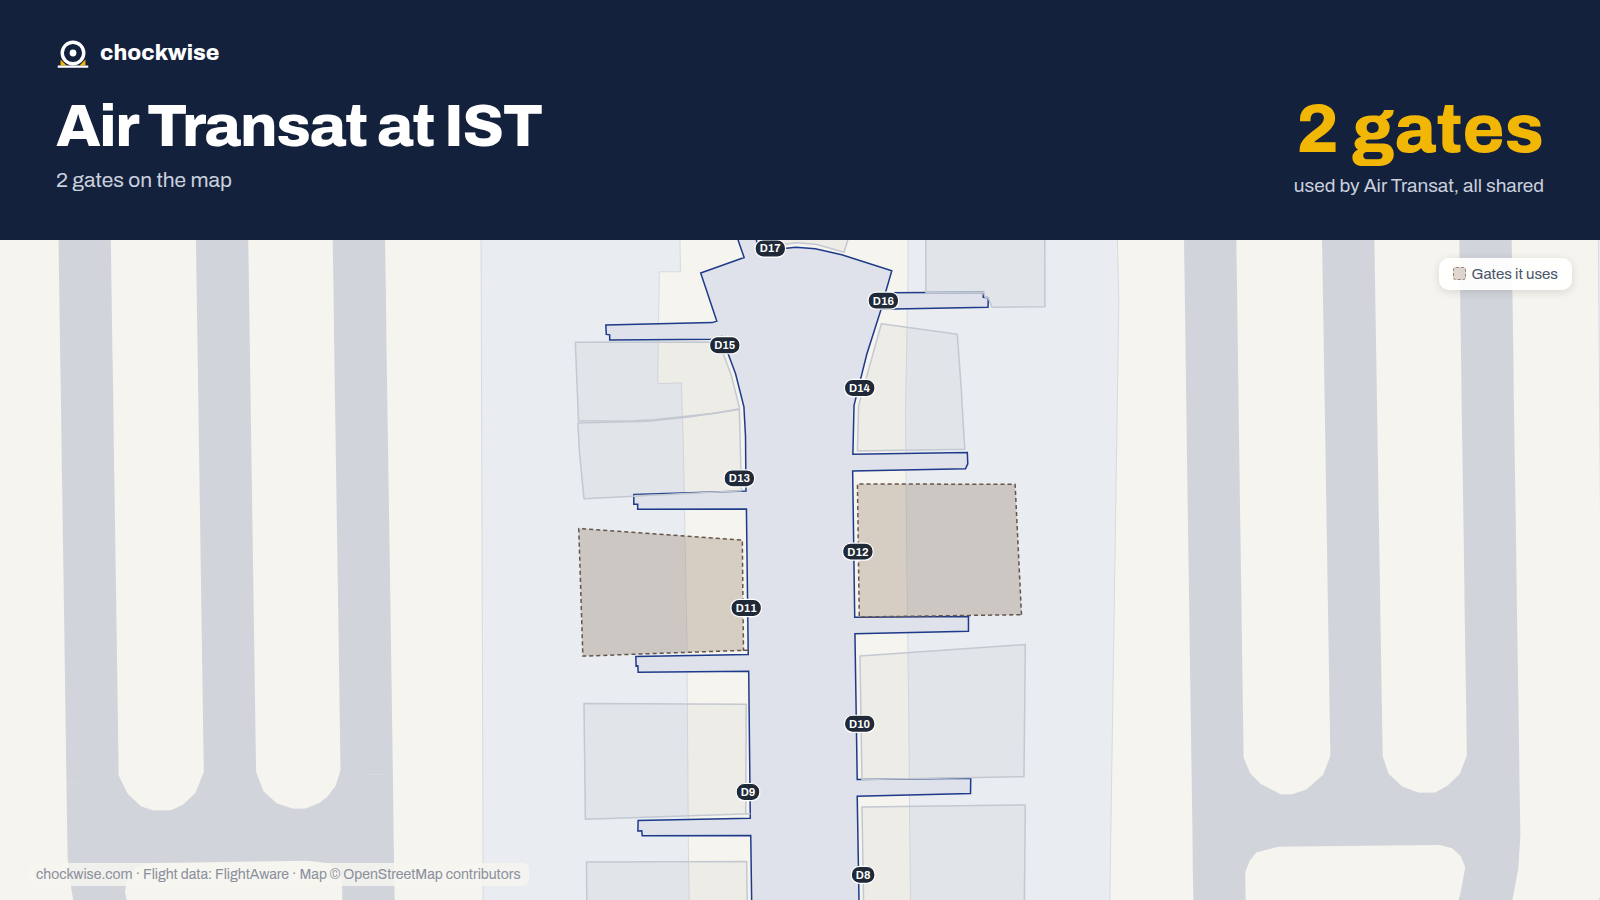 chockwise
Air Transat at IST
2 gates on the map
2 gates
used by Air Transat, all shared
Gates it uses
D17
D16
D15
D14
D13
D12
D11
D10
D9
D8
chockwise.com · Flight data: FlightAware · Map © OpenStreetMap contributors